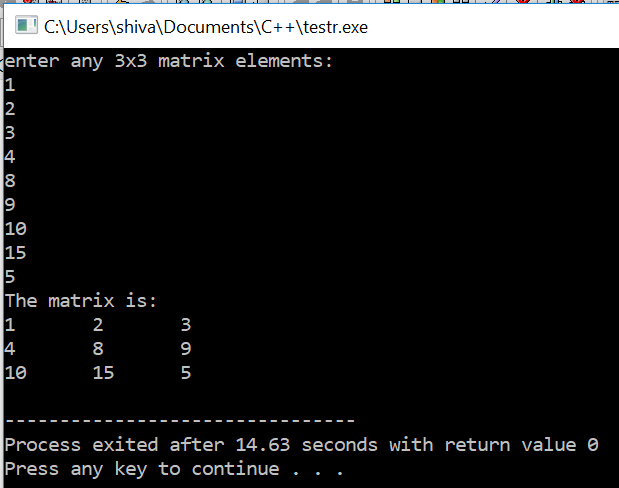 C:\Users\shiva\Documents\C++\testr.exe
enter any 3x3 matrix elements:
1
2
3
4
8
9
10
15
5
The matrix is:
1 2 3
4 8 9
10 15 5
--------------------------------
Process exited after 14.63 seconds with return value 0
Press any key to continue . . .